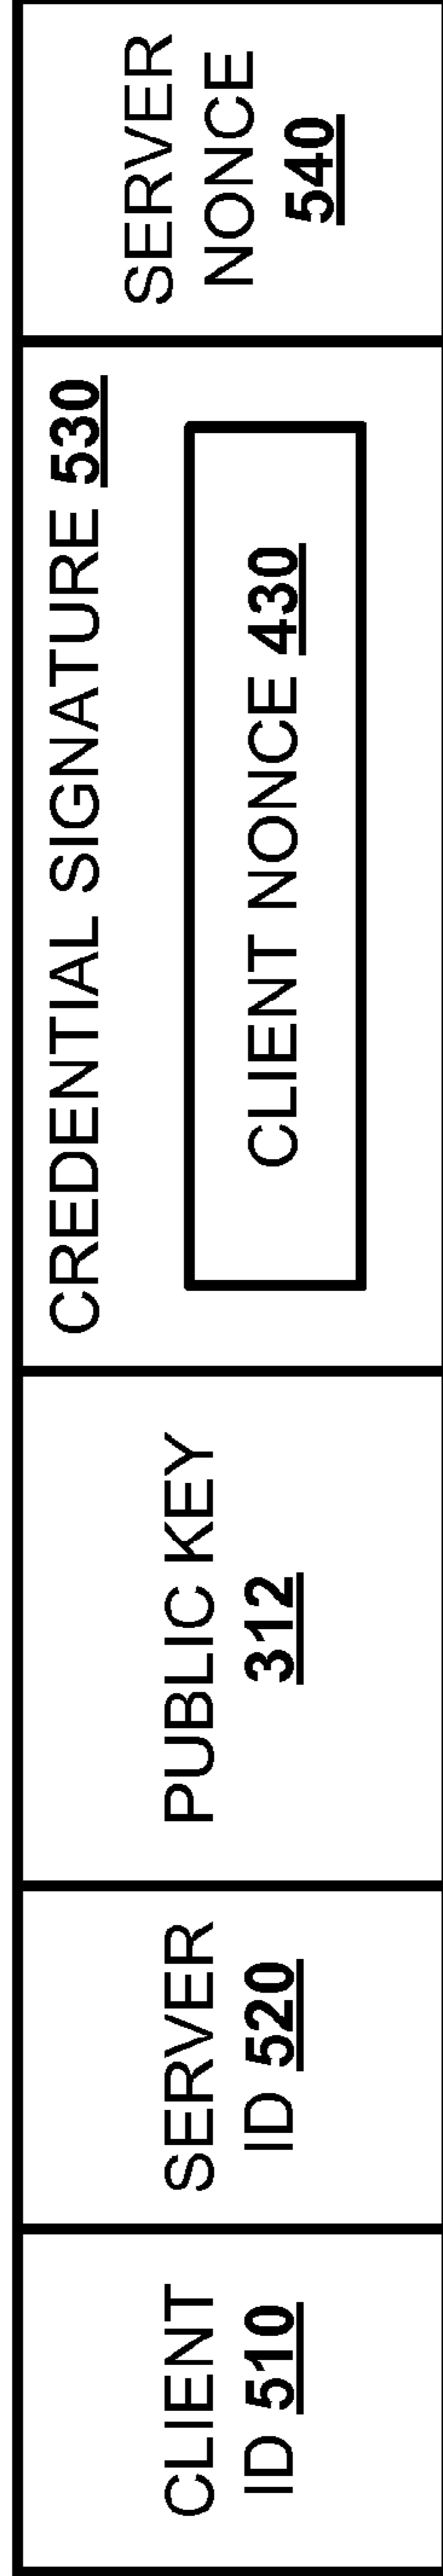 CLIENT
ID 510
SERVER
ID 520
PUBLIC KEY
312
CREDENTIAL SIGNATURE 530
CLIENT NONCE 430
SERVER
NONCE
540